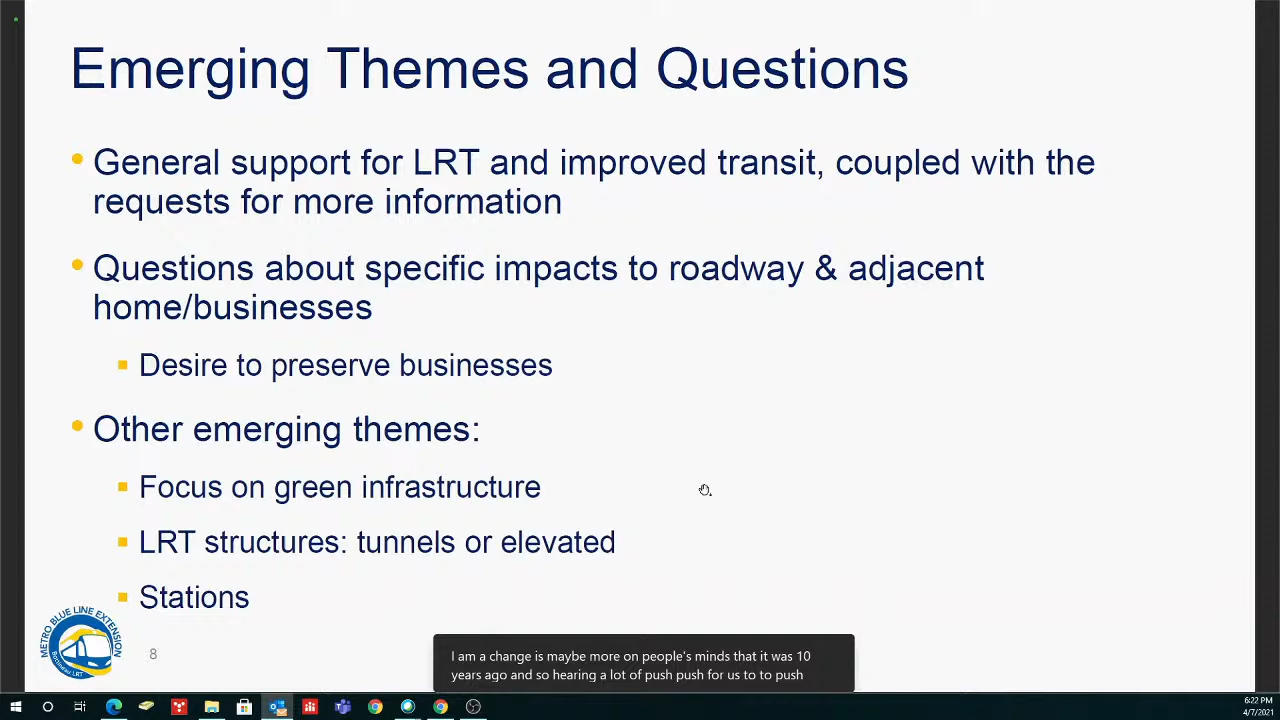 Emerging Themes and Questions
• General support for LRT and improved transit, coupled with the
requests for more information
• Questions about specific impacts to roadway & adjacent
home/businesses
▪ Desire to preserve businesses
• Other emerging themes:
▪ Focus on green infrastructure
▪ LRT structures: tunnels or elevated
▪ Stations
METRO BLUE LINE EXTENSION
Bottineau LRT
8
I am a change is maybe more on people's minds that it was 10
years ago and so hearing a lot of push push for us to to push
6:22 PM
4/7/2021